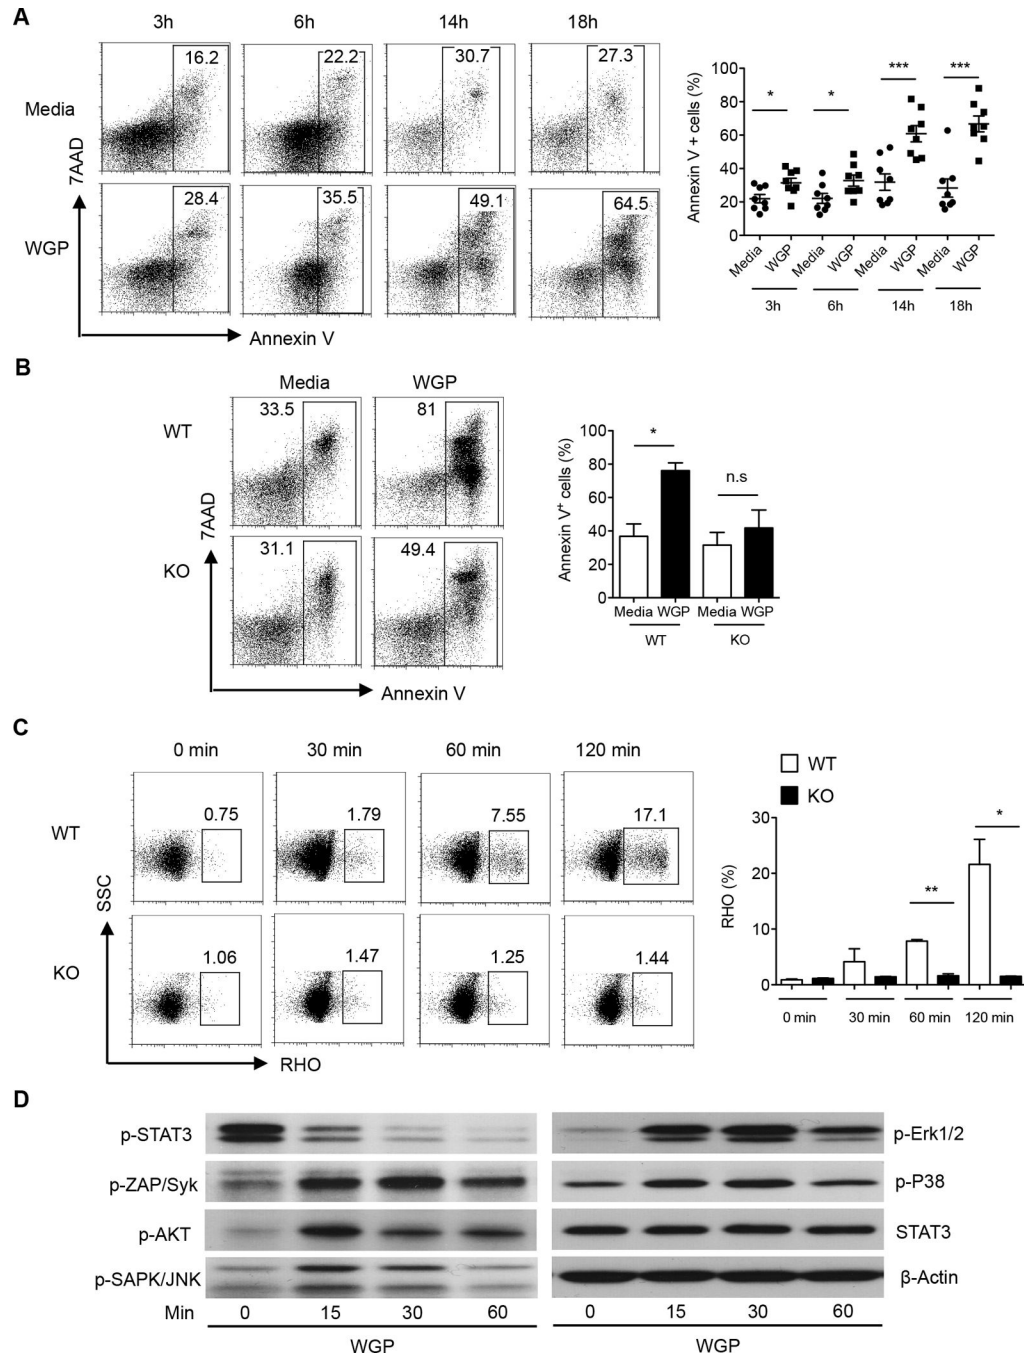 A
3h 6h 14h 18h
Media 16.2 22.2 30.7 27.3
WGP 28.4 35.5 49.1 64.5
7AAD
Annexin V
Annexin V + cells (%)
100
80
60
40
20
0
* * *** ***
Media WGP Media WGP Media WGP Media WGP
3h 6h 14h 18h
B
Media WGP
WT 33.5 81
KO 31.1 49.4
7AAD
Annexin V
Annexin V+ cells (%)
100
80
60
40
20
0
* n.s
Media WGP Media WGP
WT KO
C
0 min 30 min 60 min 120 min
WT 0.75 1.79 7.55 17.1
KO 1.06 1.47 1.25 1.44
SSC
RHO
WT
KO
RHO (%)
30
20
10
0
** *
0 min 30 min 60 min 120 min
D
p-STAT3 p-Erk1/2
p-ZAP/Syk p-P38
p-AKT STAT3
p-SAPK/JNK β-Actin
Min 0 15 30 60 0 15 30 60
WGP WGP